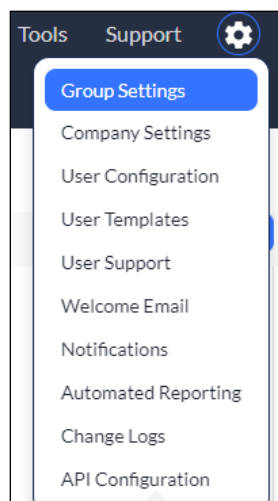 Tools Support
Group Settings
Company Settings
User Configuration
User Templates
User Support
Welcome Email
Notifications
Automated Reporting
Change Logs
API Configuration